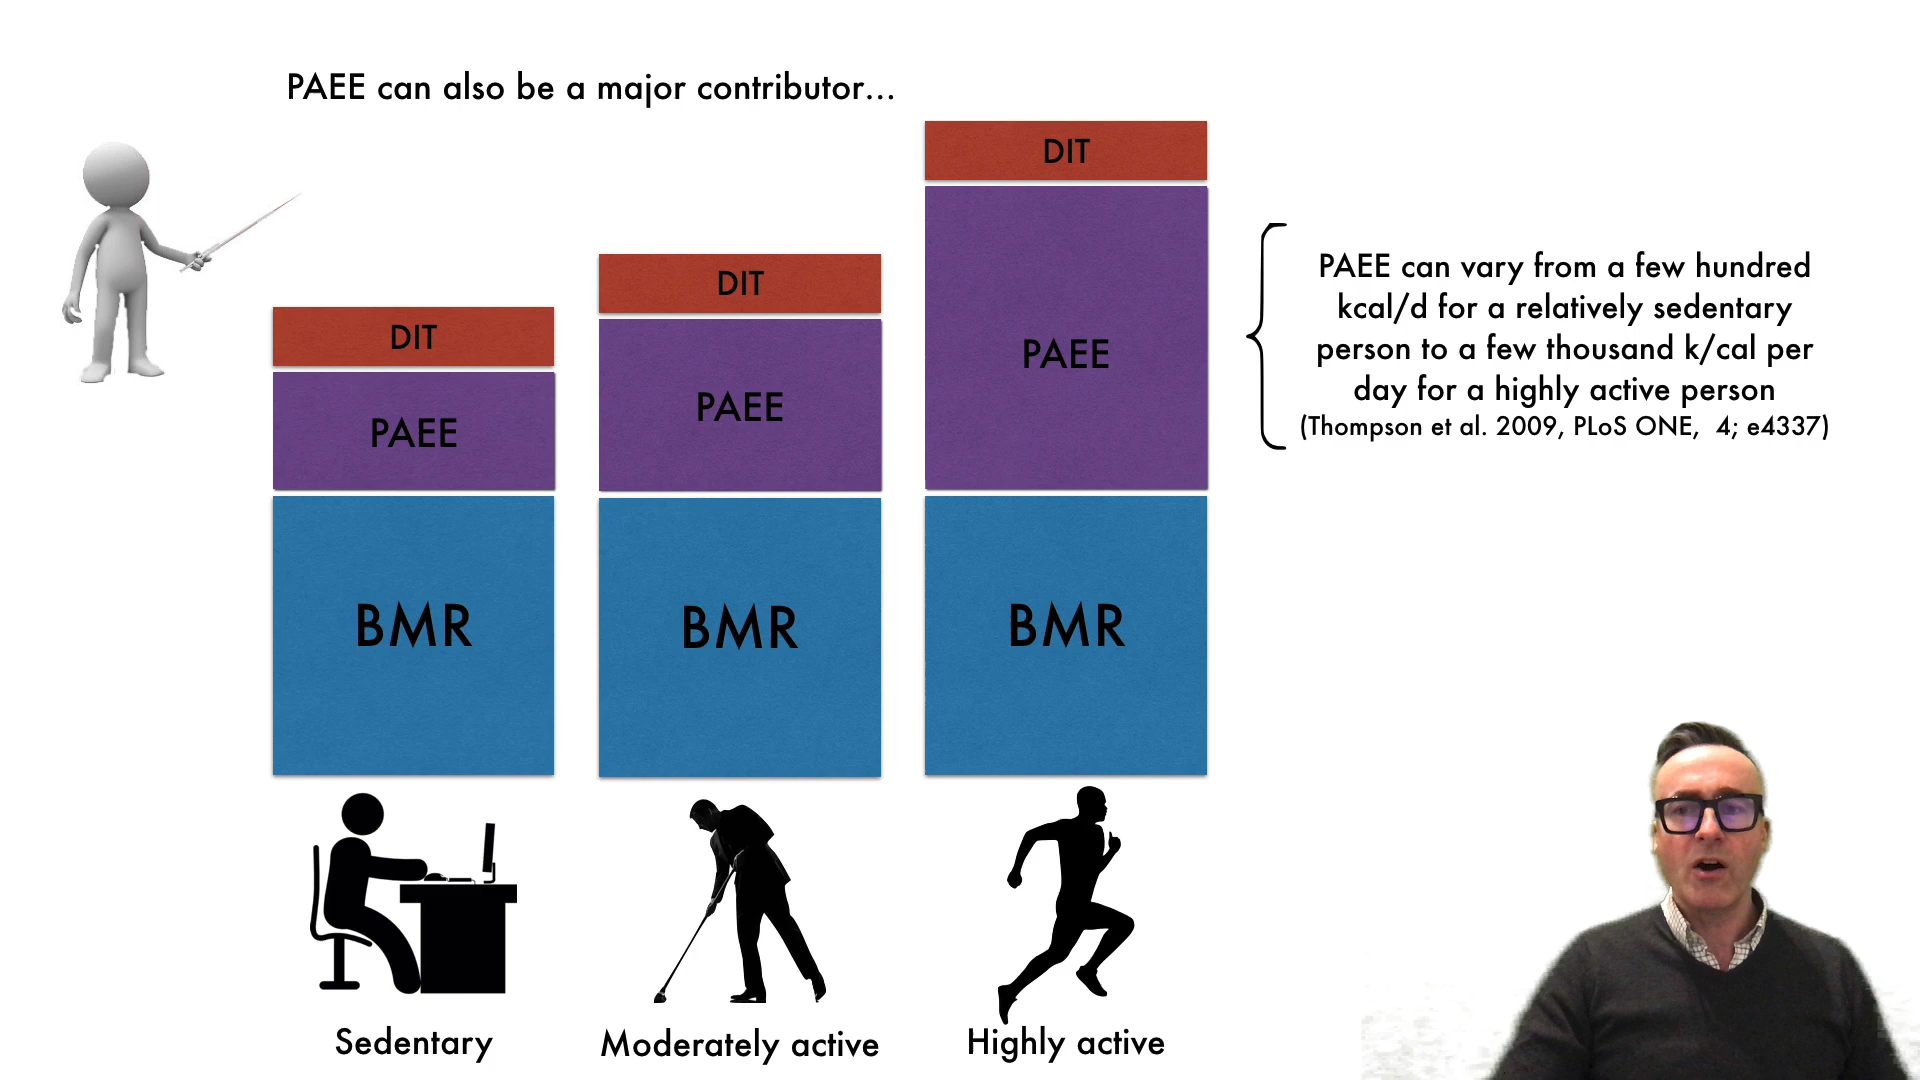 PAEE can also be a major contributor...
DIT
PAEE
BMR
Sedentary
DIT
PAEE
BMR
Moderately active
DIT
PAEE
BMR
Highly active
PAEE can vary from a few hundred
kcal/d for a relatively sedentary
person to a few thousand k/cal per
day for a highly active person
(Thompson et al. 2009, PLoS ONE, 4; e4337)